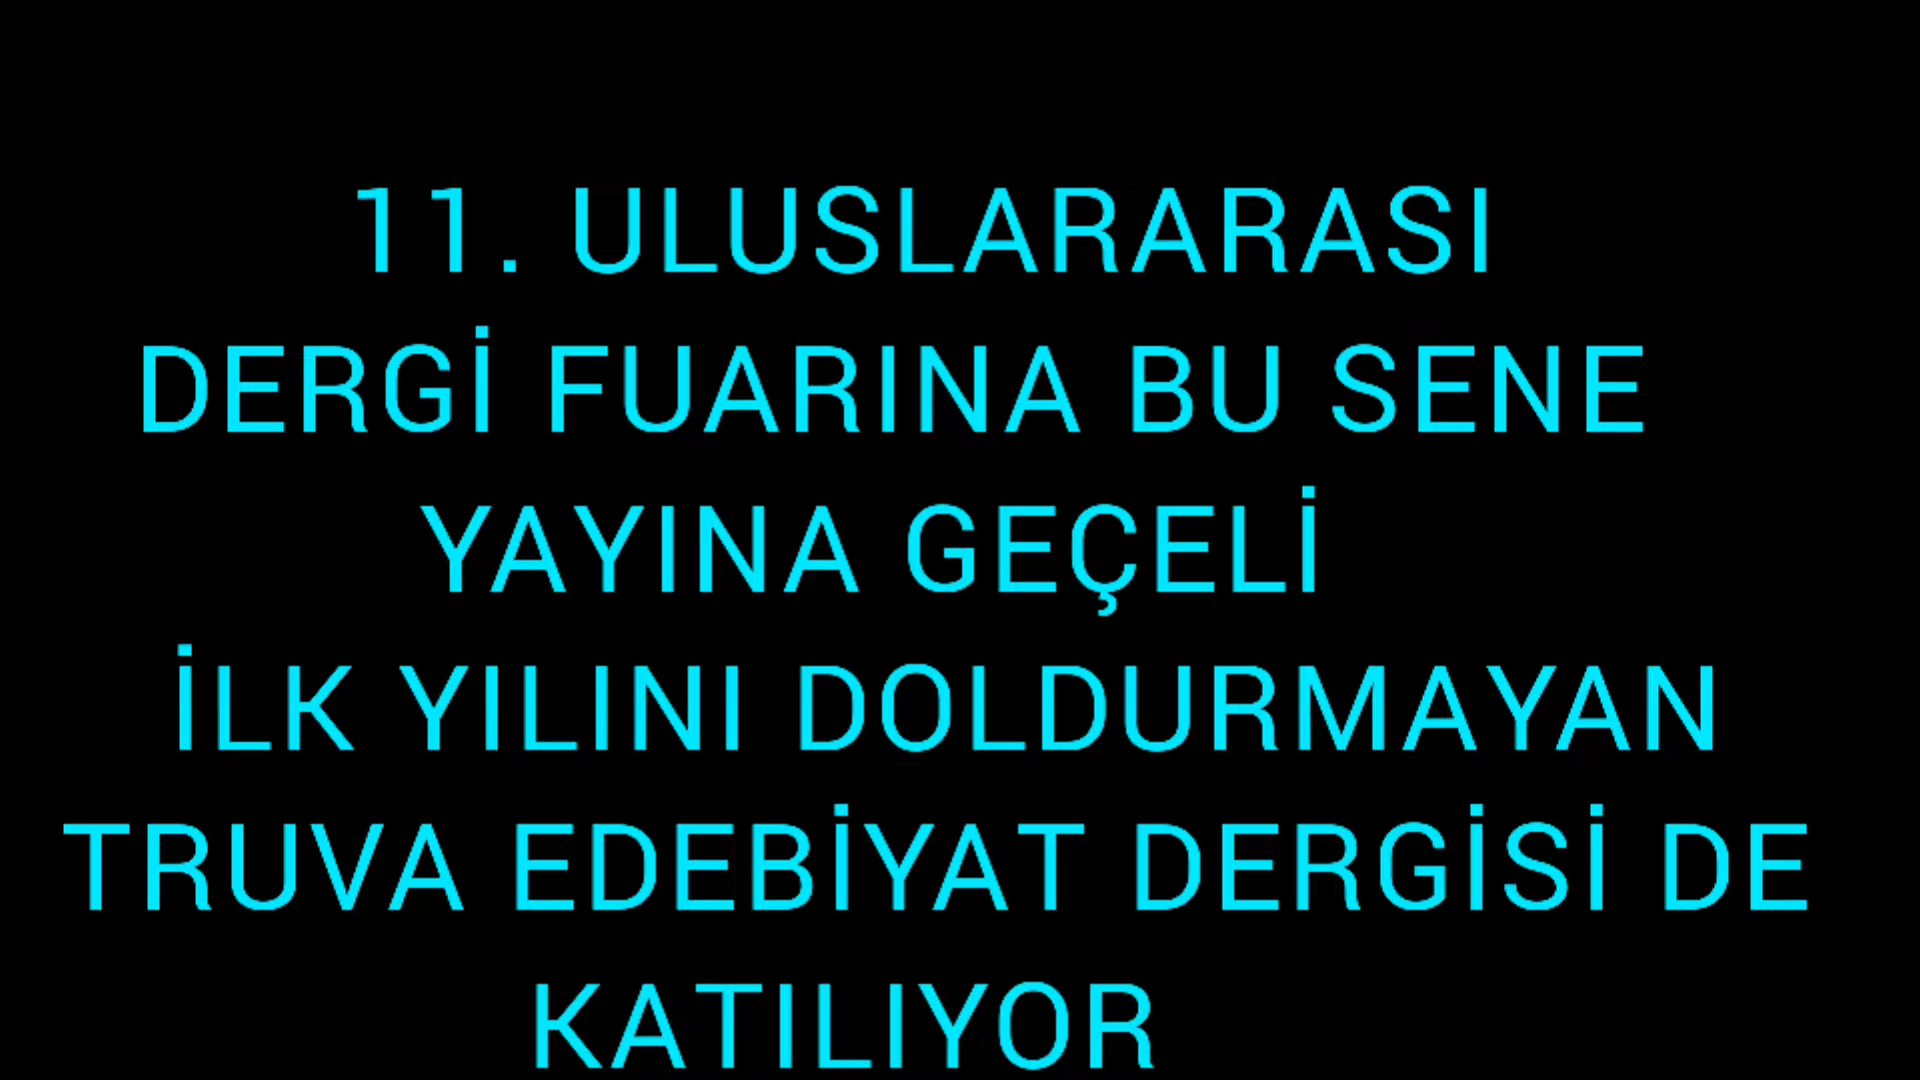 11. ULUSLARARASI
DERGİ FUARINA BU SENE
YAYINA GEÇELİ
İLK YILINI DOLDURMAYAN
TRUVA EDEBİYAT DERGİSİ DE
KATILIYOR